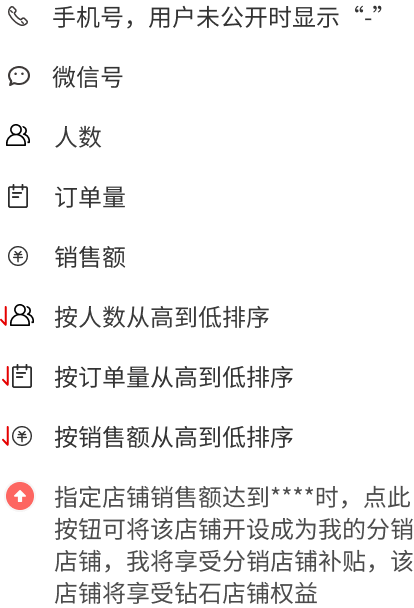 手机号，用户未公开时显示“-”
微信号
人数
订单量
销售额
按人数从高到低排序
按订单量从高到低排序
按销售额从高到低排序
指定店铺销售额达到****时，点此
按钮可将该店铺开设成为我的分销
店铺，我将享受分销店铺补贴，该
店铺将享受钻石店铺权益